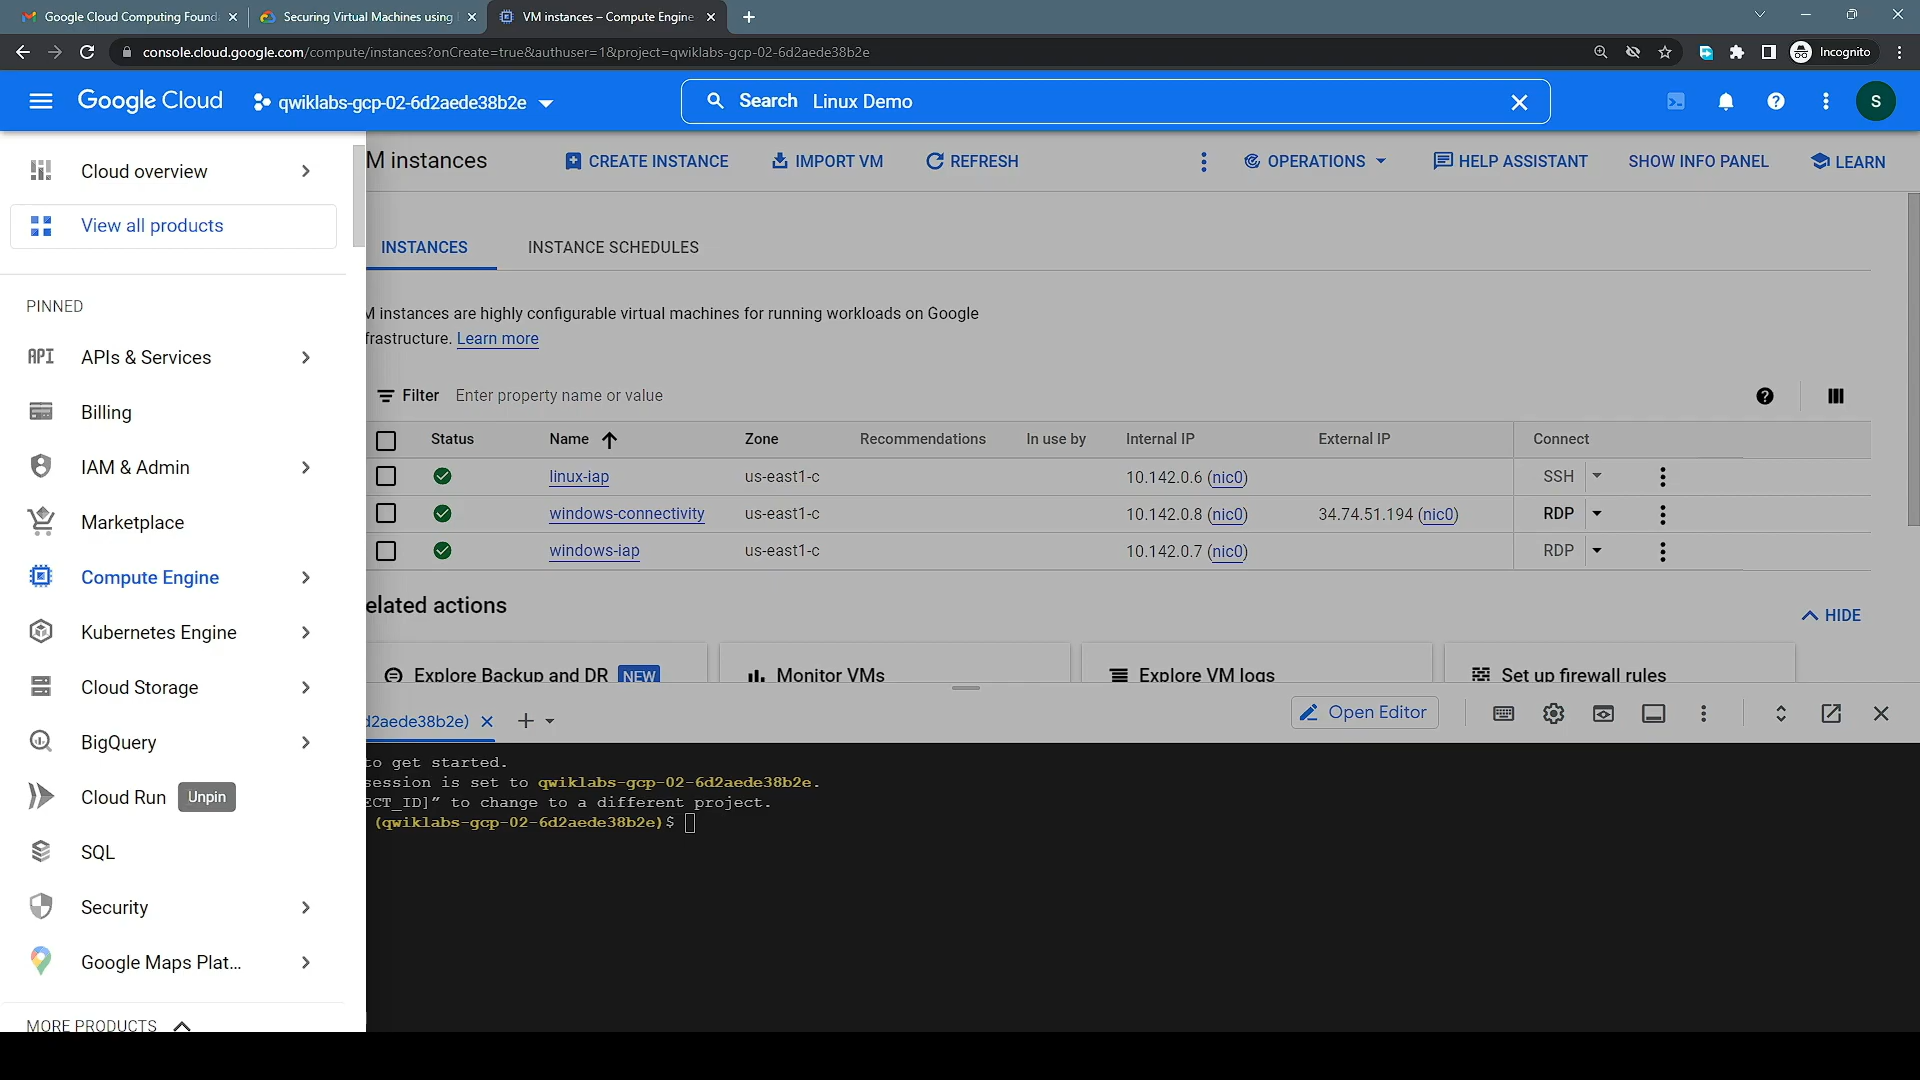 Google Cloud Computing Found
Securing Virtual Machines using
VM instances – Compute Engine
console.cloud.google.com/compute/instances?onCreate=true&authuser=1&project=qwiklabs-gcp-02-6d2aede38b2e
Incognito
Google Cloud
qwiklabs-gcp-02-6d2aede38b2e
Search Linux Demo
S
Cloud overview
View all products
PINNED
API APIs & Services
Billing
IAM & Admin
Marketplace
Compute Engine
Kubernetes Engine
Cloud Storage
BigQuery
Cloud Run Unpin
SQL
Security
Google Maps Plat...
MORE PRODUCTS
M instances
CREATE INSTANCE
IMPORT VM
REFRESH
OPERATIONS
HELP ASSISTANT
SHOW INFO PANEL
LEARN
INSTANCES
INSTANCE SCHEDULES
M instances are highly configurable virtual machines for running workloads on Google
frastructure. Learn more
Filter Enter property name or value
Status Name Zone Recommendations In use by Internal IP External IP Connect
linux-iap us-east1-c 10.142.0.6 (nic0) SSH
windows-connectivity us-east1-c 10.142.0.8 (nic0) 34.74.51.194 (nic0) RDP
windows-iap us-east1-c 10.142.0.7 (nic0) RDP
elated actions
HIDE
Explore Backup and DR NEW
Monitor VMs
Explore VM logs
Set up firewall rules
d2aede38b2e)
Open Editor
to get started.
session is set to qwiklabs-gcp-02-6d2aede38b2e.
ECT_ID]” to change to a different project.
(qwiklabs-gcp-02-6d2aede38b2e)$